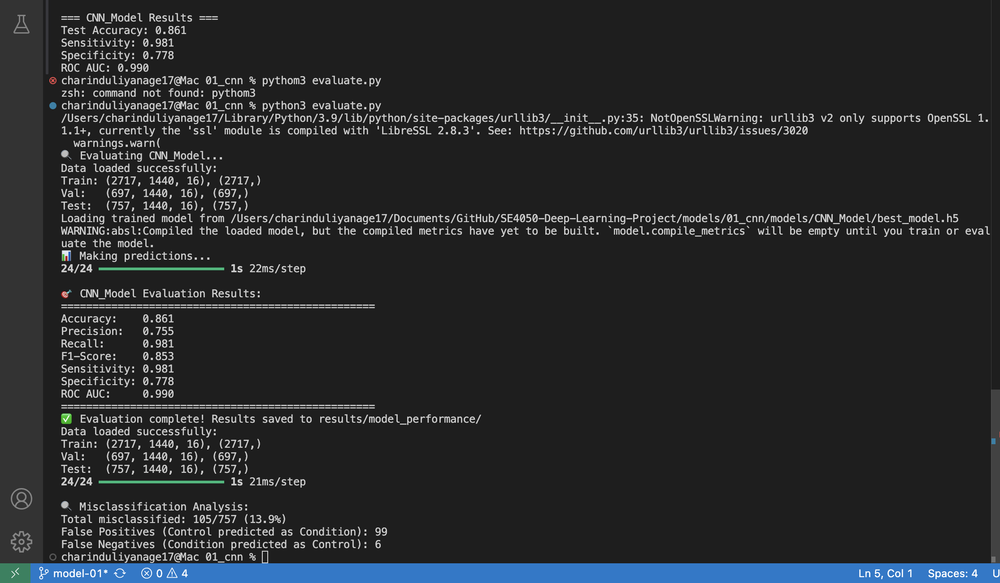 === CNN_Model Results ===
Test Accuracy: 0.861
Sensitivity: 0.981
Specificity: 0.778
ROC AUC: 0.990
charinduliyanage17@Mac 01_cnn % pythom3 evaluate.py
zsh: command not found: pythom3
charinduliyanage17@Mac 01_cnn % python3 evaluate.py
/Users/charinduliyanage17/Library/Python/3.9/lib/python/site-packages/urllib3/__init__.py:35: NotOpenSSLWarning: urllib3 v2 only supports OpenSSL 1.
1.1+, currently the 'ssl' module is compiled with 'LibreSSL 2.8.3'. See: https://github.com/urllib3/urllib3/issues/3020
  warnings.warn(
🔍 Evaluating CNN_Model...
Data loaded successfully:
Train: (2717, 1440, 16), (2717,)
Val:   (697, 1440, 16), (697,)
Test:  (757, 1440, 16), (757,)
Loading trained model from /Users/charinduliyanage17/Documents/GitHub/SE4050-Deep-Learning-Project/models/01_cnn/models/CNN_Model/best_model.h5
WARNING:absl:Compiled the loaded model, but the compiled metrics have yet to be built. `model.compile_metrics` will be empty until you train or eval
uate the model.
📊 Making predictions...
24/24 ━━━━━━━━━━━━━━━━━━━━ 1s 22ms/step
🎯 CNN_Model Evaluation Results:
==================================================
Accuracy:    0.861
Precision:   0.755
Recall:      0.981
F1-Score:    0.853
Sensitivity: 0.981
Specificity: 0.778
ROC AUC:     0.990
==================================================
✅ Evaluation complete! Results saved to results/model_performance/
Data loaded successfully:
Train: (2717, 1440, 16), (2717,)
Val:   (697, 1440, 16), (697,)
Test:  (757, 1440, 16), (757,)
24/24 ━━━━━━━━━━━━━━━━━━━━ 1s 21ms/step
🔍 Misclassification Analysis:
Total misclassified: 105/757 (13.9%)
False Positives (Control predicted as Condition): 99
False Negatives (Condition predicted as Control): 6
charinduliyanage17@Mac 01_cnn %
model-01* 0 4 Ln 5, Col 1 Spaces: 4